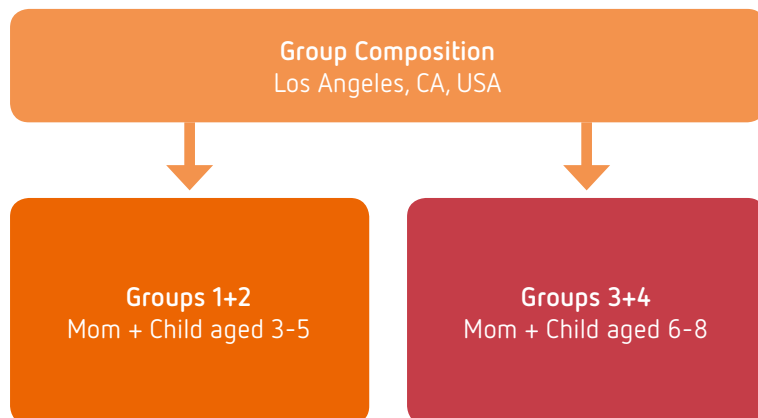 Group Composition
Los Angeles, CA, USA
Groups 1+2
Mom + Child aged 3-5
Groups 3+4
Mom + Child aged 6-8